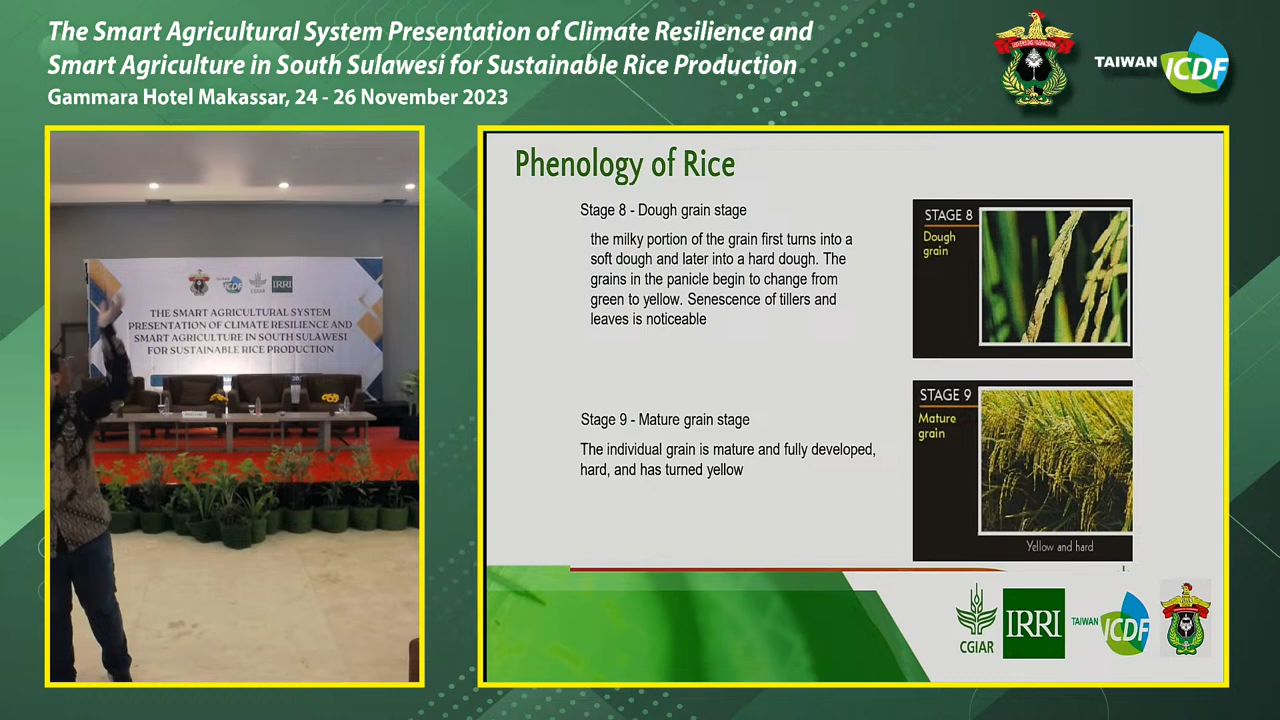 The Smart Agricultural System Presentation of Climate Resilience and
Smart Agriculture in South Sulawesi for Sustainable Rice Production
Gammara Hotel Makassar, 24 - 26 November 2023
TAIWAN ICDF
TAIWAN
ICDF
CGIAR
IRRI
THE SMART AGRICULTURAL SYSTEM
PRESENTATION OF CLIMATE RESILIENCE AND
SMART AGRICULTURE IN SOUTH SULAWESI
FOR SUSTAINABLE RICE PRODUCTION
Phenology of Rice
Stage 8 - Dough grain stage
the milky portion of the grain first turns into a
soft dough and later into a hard dough. The
grains in the panicle begin to change from
green to yellow. Senescence of tillers and
leaves is noticeable
STAGE 8
Dough
grain
Stage 9 - Mature grain stage
The individual grain is mature and fully developed,
hard, and has turned yellow
STAGE 9
Mature
grain
Yellow and hard
CGIAR
IRRI
TAIWAN ICDF